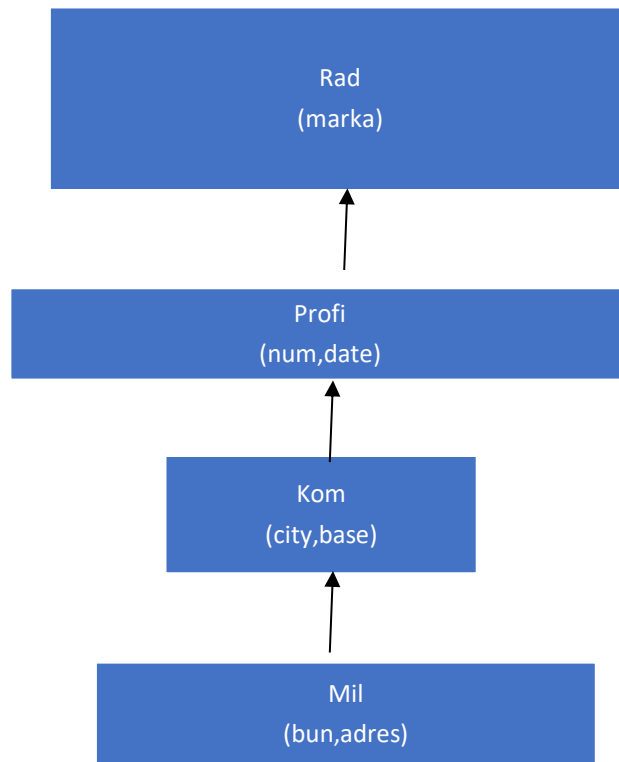 Rad
(marka)
Profi
(num,date)
Kom
(city,base)
Mil
(bun,adres)